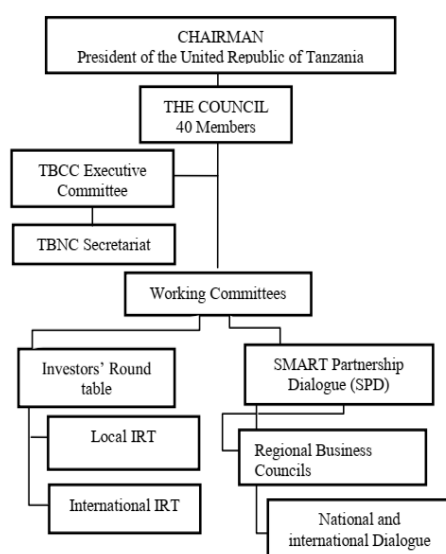 CHAIRMAN
President of the United Republic of Tanzania
THE COUNCIL
40 Members
TBCC Executive
Committee
TBNC Secretariat
Working Committees
Investors' Round
table
SMART Partnership
Dialogue (SPD)
Local IRT
Regional Business
Councils
International IRT
National and
international Dialogue